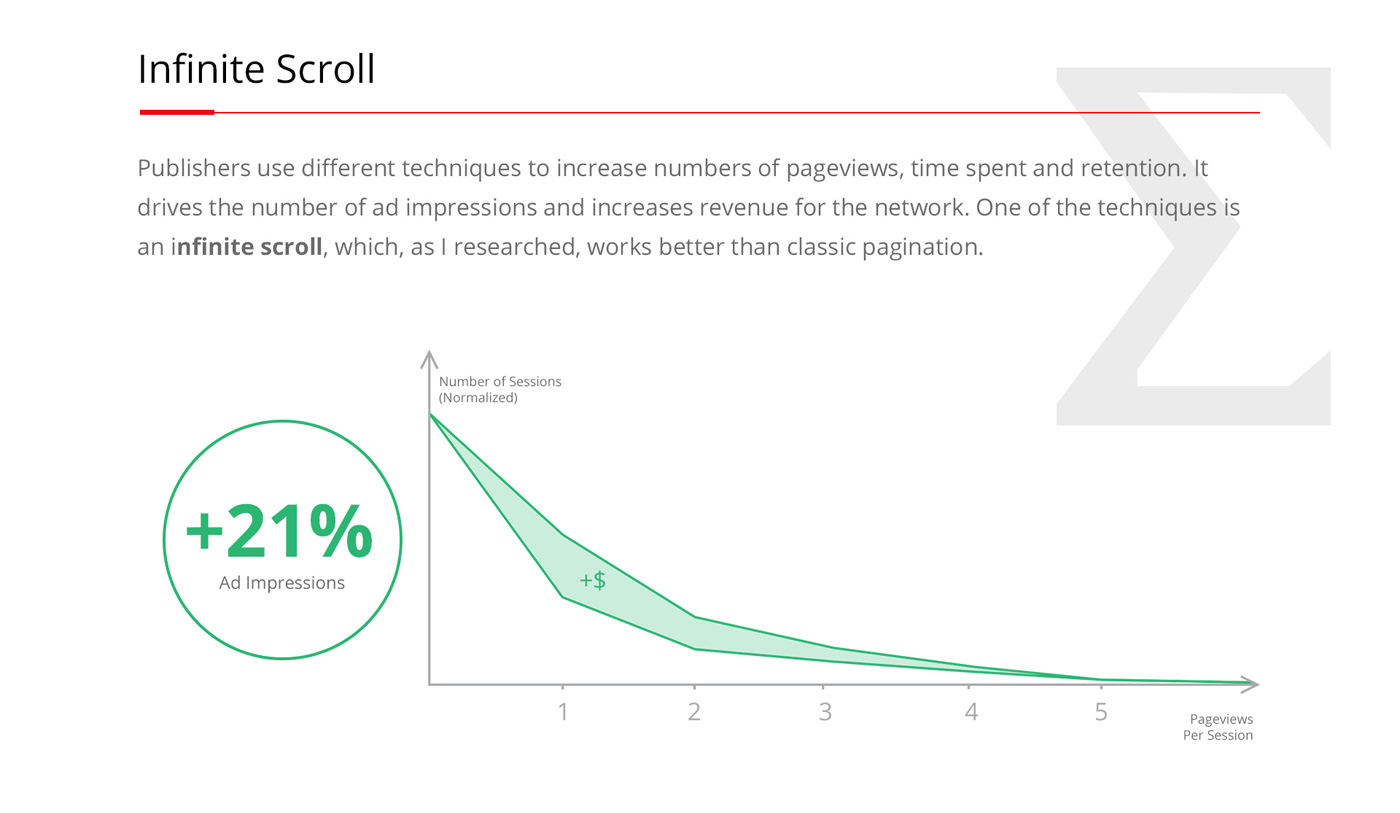 Infinite Scroll
Publishers use different techniques to increase numbers of pageviews, time spent and retention. It
drives the number of ad impressions and increases revenue for the network. One of the techniques is
an infinite scroll, which, as I researched, works better than classic pagination.
Number of Sessions
(Normalized)
+21%
Ad Impressions
+$
1 2 3 4 5
Pageviews
Per Session